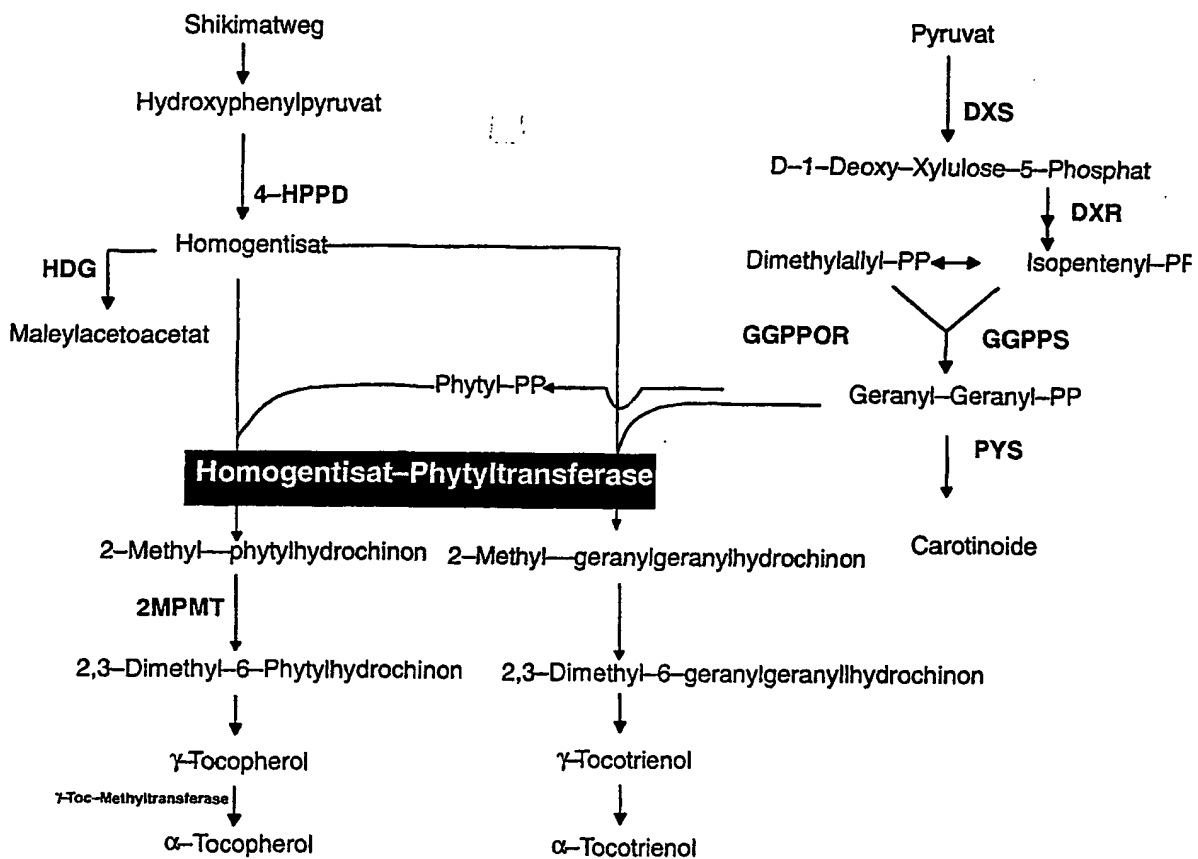 Shikimatweg
Pyruvat
Hydroxyphenylpyruvat
DXS
D-1-Deoxy-Xylulose-5-Phosphat
4-HPPD
DXR
Homogentisat
HDG
Dimethylallyl-PP
Isopentenyl-PP
Maleylacetoacetat
GGPPOR
GGPPS
Phytyl-PP
Geranyl-Geranyl-PP
PYS
Homogentisat-Phytyltransferase
2-Methyl-phytylhydrochinon
2-Methyl-geranylgeranylhydrochinon
Carotinoide
2MPMT
2,3-Dimethyl-6-Phytylhydrochinon
2,3-Dimethyl-6-geranylgeranyllhydrochinon
γ-Tocopherol
γ-Tocotrienol
γ-Toc-Methyltransferase
α-Tocopherol
α-Tocotrienol